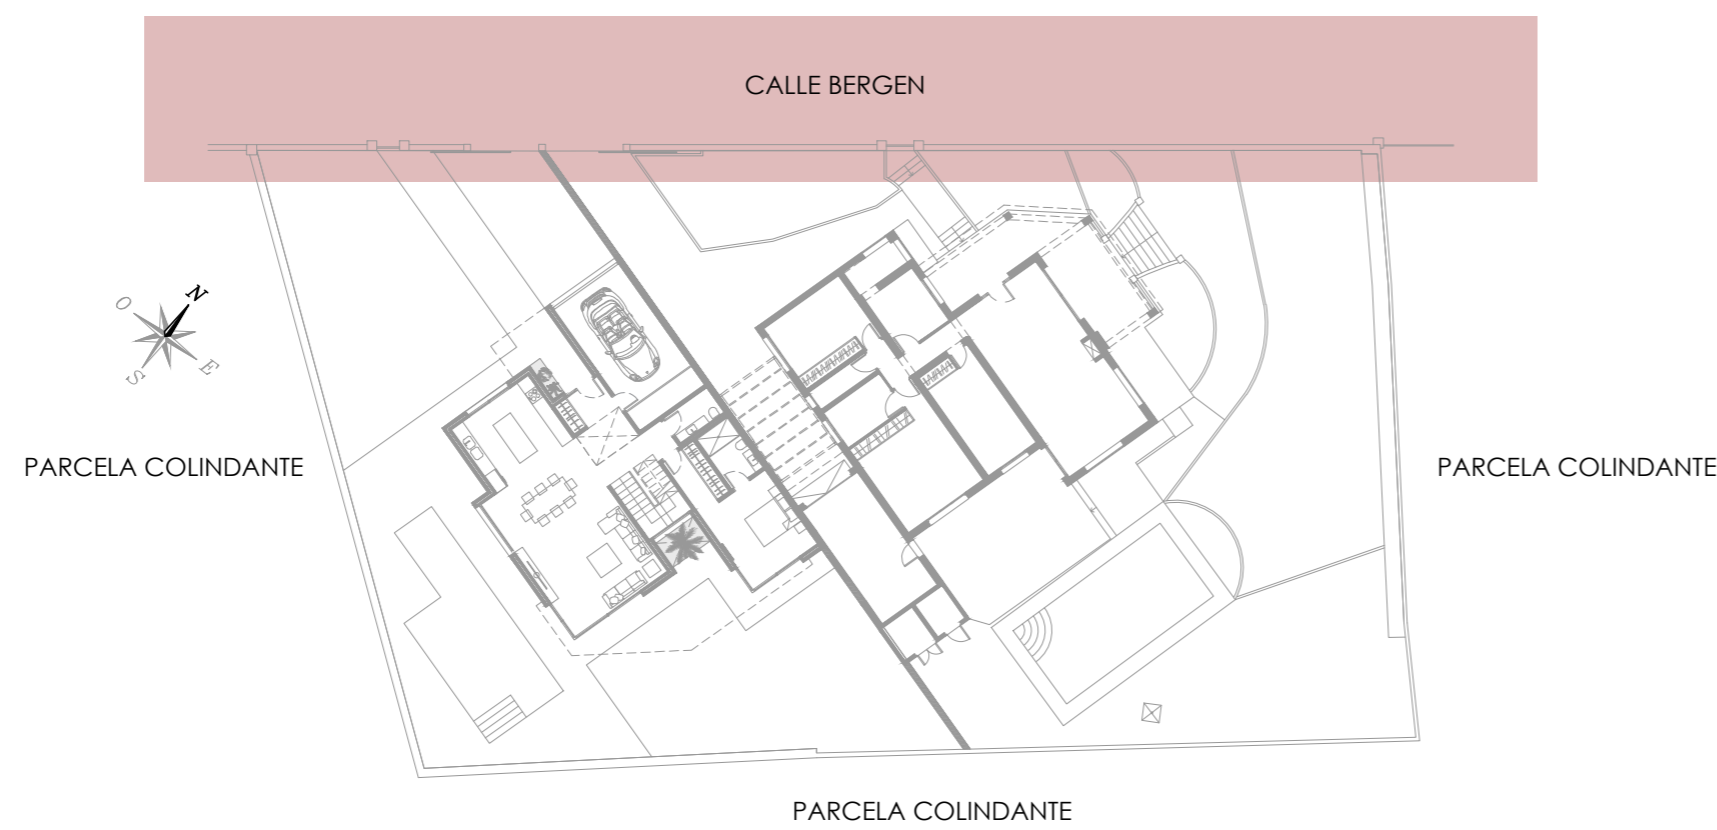 CALLE BERGEN
N
O
E
S
PARCELA COLINDANTE
PARCELA COLINDANTE
PARCELA COLINDANTE